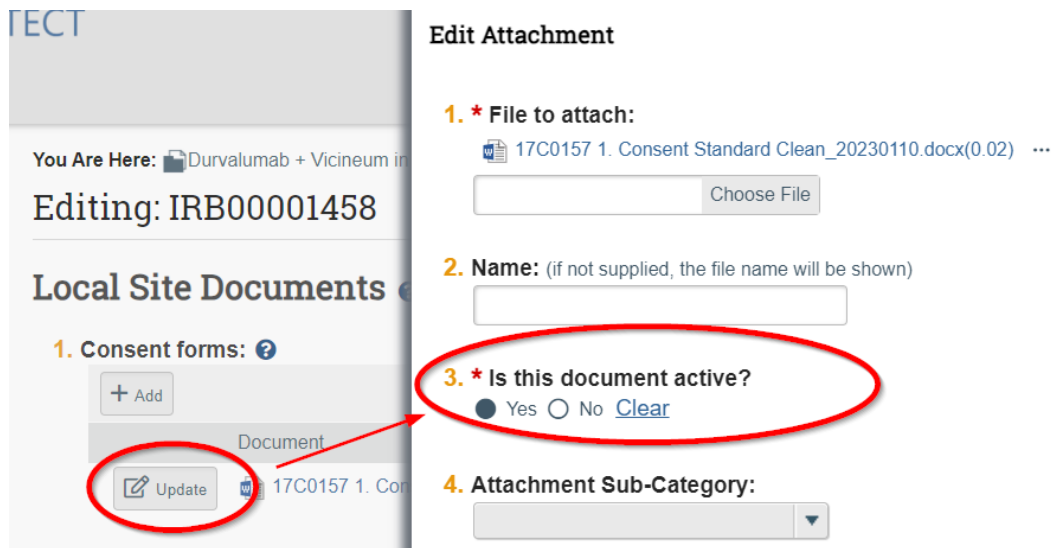 TECT
You Are Here: Durvalumab + Vicineum in
Editing: IRB00001458
Local Site Documents
1. Consent forms: ?
+ Add
Document
Update 17C0157 1. Con
Edit Attachment
1. * File to attach:
17C0157 1. Consent Standard Clean_20230110.docx(0.02) ...
Choose File
2. Name: (if not supplied, the file name will be shown)
3. * Is this document active?
Yes No Clear
4. Attachment Sub-Category: